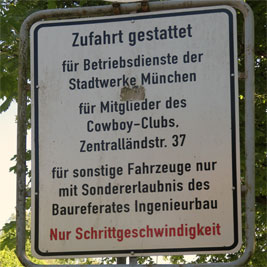 Zufahrt gestattet
für Betriebsdienste der
Stadtwerke München
für Mitglieder des
Cowboy-Clubs,
Zentralländstr. 37
für sonstige Fahrzeuge nur
mit Sondererlaubnis des
Baureferates Ingenieurbau
Nur Schrittgeschwindigkeit